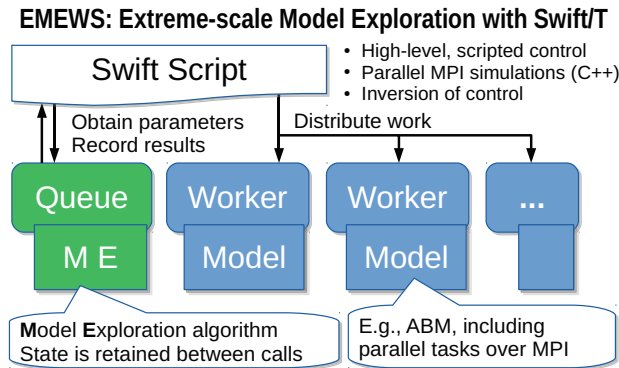 EMEWS: Extreme-scale Model Exploration with Swift/T
Swift Script
• High-level, scripted control
• Parallel MPI simulations (C++)
• Inversion of control
Obtain parameters
Record results
Distribute work
Queue
Worker
Worker
...
M E
Model
Model
Model Exploration algorithm
State is retained between calls
E.g., ABM, including
parallel tasks over MPI